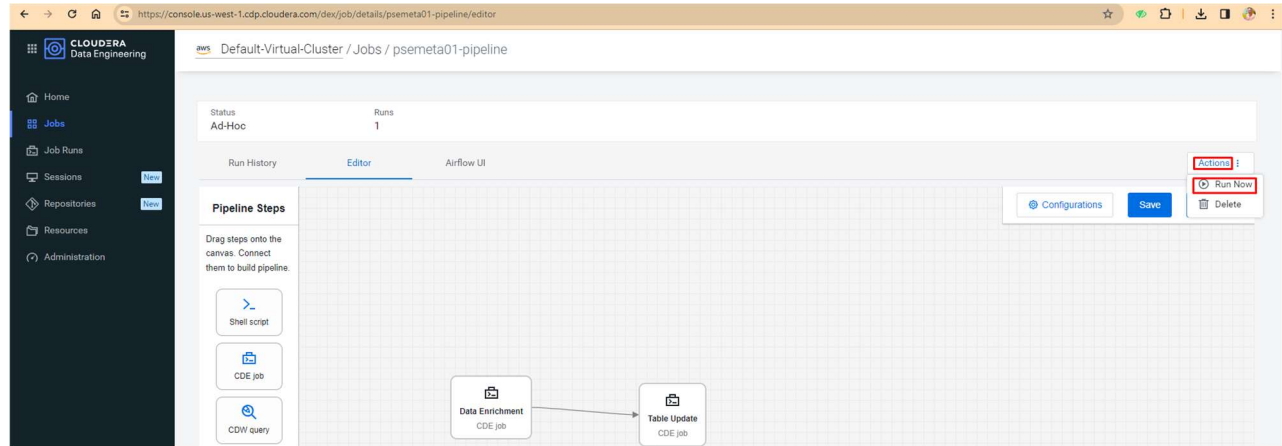 https://console.us-west-1.cdp.cloudera.com/dex/job/details/psemeta01-pipeline/editor
CLOUDERA
Data Engineering
aws Default-Virtual-Cluster / Jobs / psemeta01-pipeline
Home
Jobs
Job Runs
Sessions New
Repositories New
Resources
Administration
Status Runs
Ad-Hoc 1
Run History Editor Airflow UI Actions
Run Now
Delete
Configurations Save
Pipeline Steps
Drag steps onto the
canvas. Connect
them to build pipeline.
Shell script
CDE job
CDW query
Data Enrichment
CDE job
Table Update
CDE job